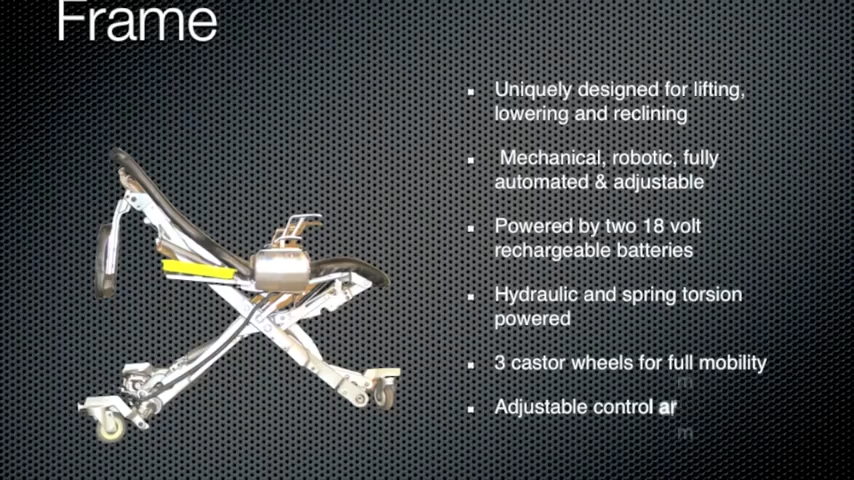 Frame
Uniquely designed for lifting,
lowering and reclining
Mechanical, robotic, fully
automated & adjustable
Powered by two 18 volt
rechargeable batteries
Hydraulic and spring torsion
powered
3 castor wheels for full mobility
Adjustable control arm